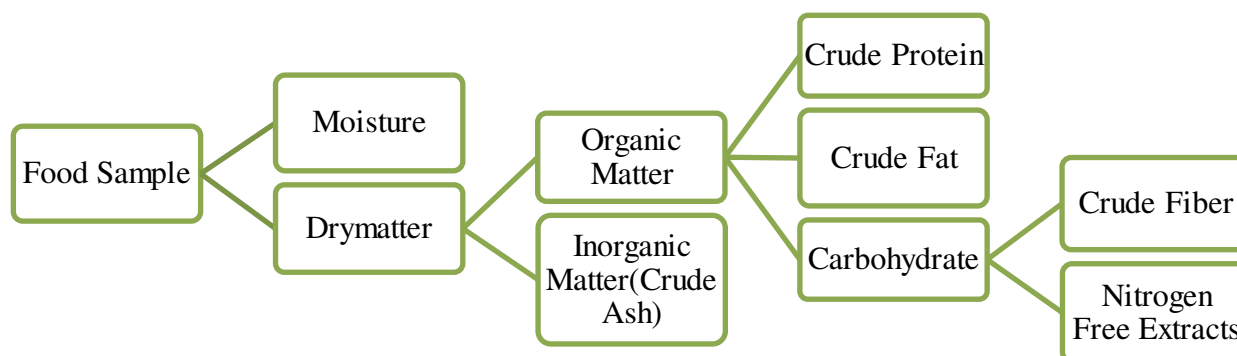 Food Sample
Moisture
Drymatter
Organic
Matter
Inorganic
Matter(Crude
Ash)
Crude Protein
Crude Fat
Carbohydrate
Crude Fiber
Nitrogen
Free Extracts